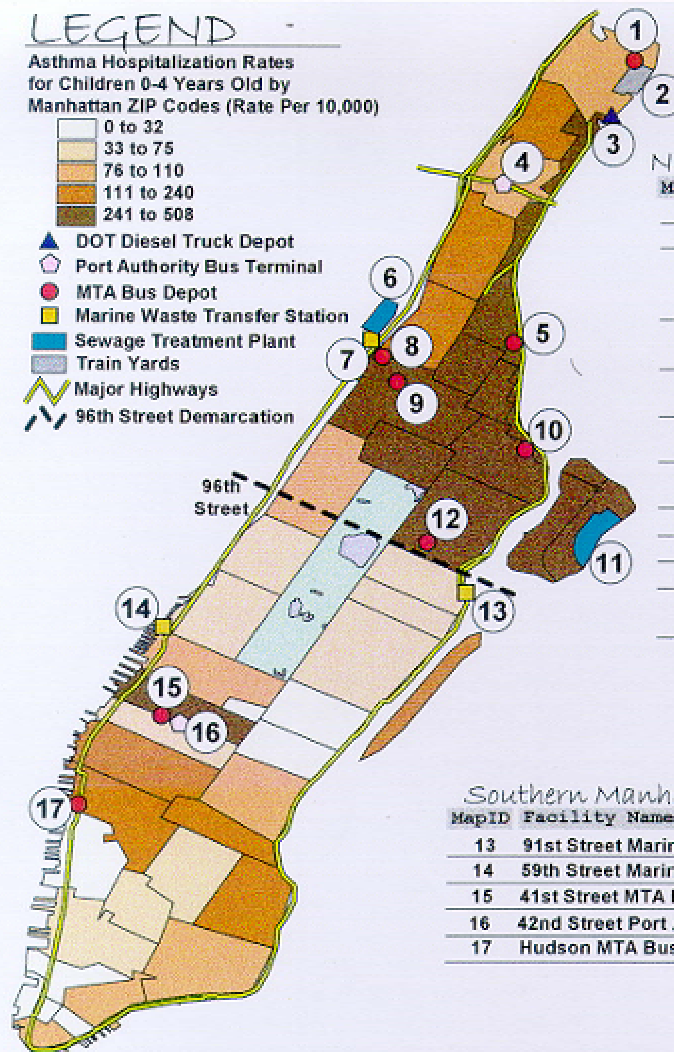 LEGEND
Asthma Hospitalization Rates
for Children 0-4 Years Old by
Manhattan ZIP Codes (Rate Per 10,000)
0 to 32
33 to 75
76 to 110
111 to 240
241 to 508
DOT Diesel Truck Depot
Port Authority Bus Terminal
MTA Bus Depot
Marine Waste Transfer Station
Sewage Treatment Plant
Train Yards
Major Highways
96th Street Demarcation
1
2
3
4
N
M
6
5
8
7
9
10
96th
Street
12
11
13
14
15
16
17
Southern Manh
MapID Facility Name
13 91st Street Marin
14 59th Street Marin
15 41st Street MTA
16 42nd Street Port
17 Hudson MTA Bus